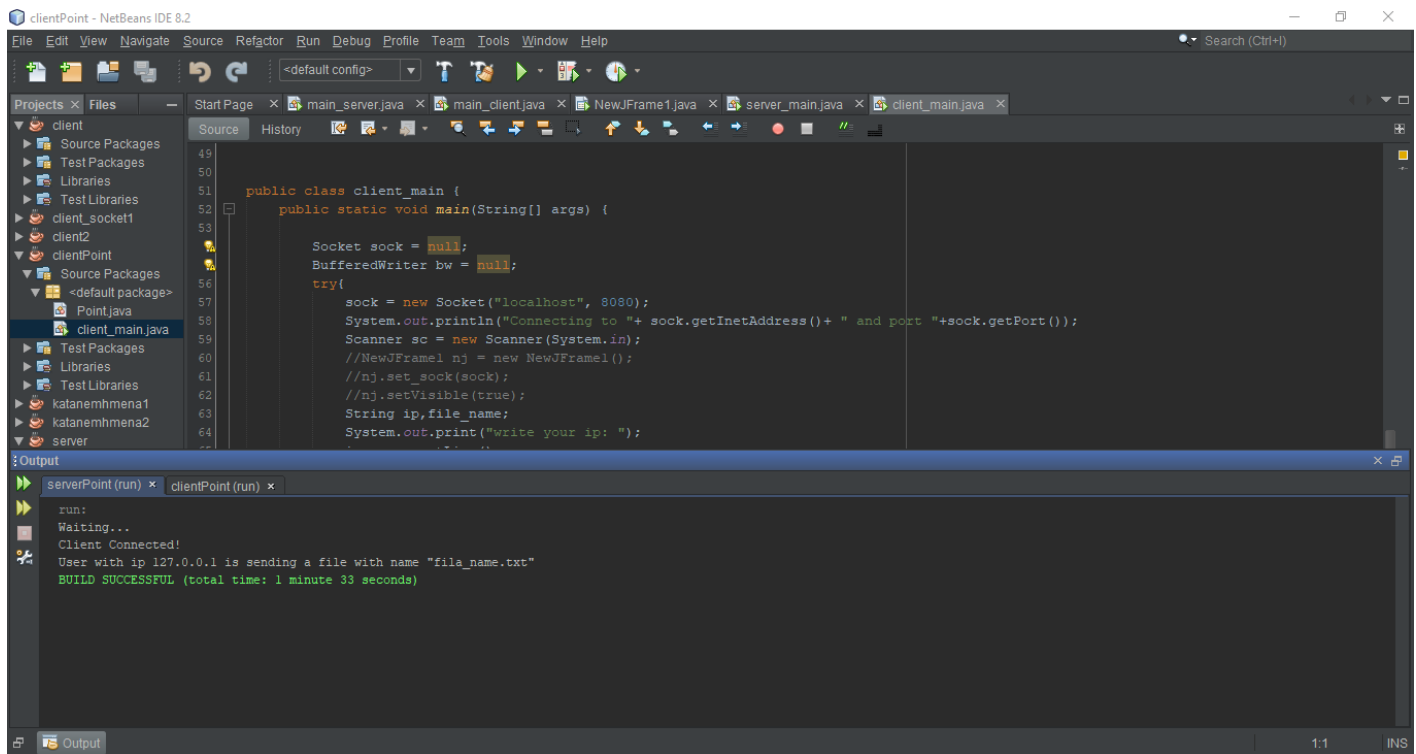 clientPoint - NetBeans IDE 8.2
File Edit View Navigate Source Refactor Run Debug Profile Team Tools Window Help
Search (Ctrl+I)
<default config>
Projects Files
Start Page main_server.java main_client.java NewJFrame1.java server_main.java client_main.java
Source History
client
Source Packages
Test Packages
Libraries
Test Libraries
client_socket1
client2
clientPoint
Source Packages
<default package>
Point.java
client_main.java
Test Packages
Libraries
Test Libraries
katanemhmena1
katanemhmena2
server
49
50
51 public class client_main {
52 public static void main(String[] args) {
53
Socket sock = null;
BufferedWriter bw = null;
56 try{
57 sock = new Socket("localhost", 8080);
58 System.out.println("Connecting to "+ sock.getInetAddress()+ " and port "+sock.getPort());
59 Scanner sc = new Scanner(System.in);
60 //NewJFrame1 nj = new NewJFrame1();
61 //nj.set_sock(sock);
62 //nj.setVisible(true);
63 String ip,file_name;
64 System.out.print("write your ip: ");
Output
serverPoint (run) clientPoint (run)
run:
Waiting...
Client Connected!
User with ip 127.0.0.1 is sending a file with name "fila_name.txt"
BUILD SUCCESSFUL (total time: 1 minute 33 seconds)
Output
1:1 INS